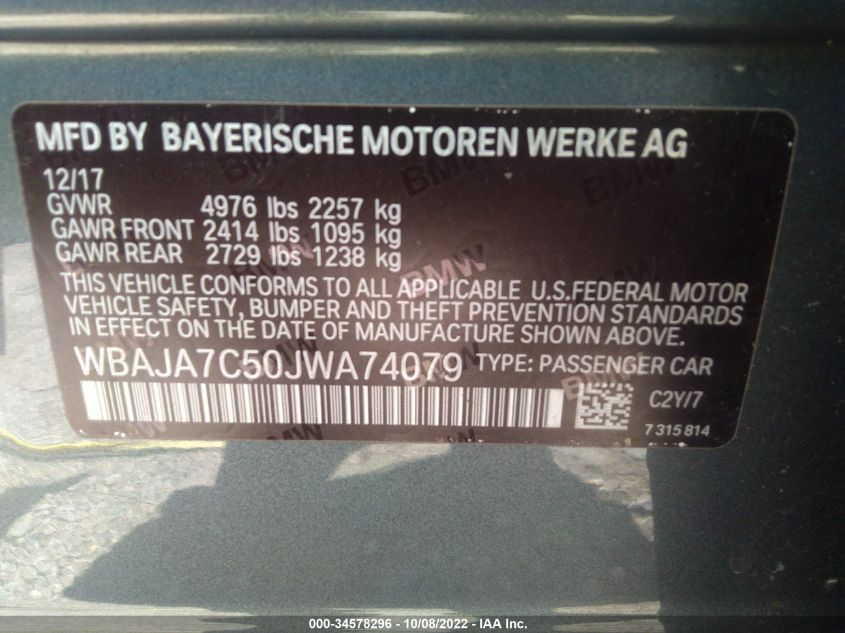 MFD BY BAYERISCHE MOTOREN WERKE AG
12/17
GVWR 4976 lbs 2257 kg
GAWR FRONT 2414 lbs 1095 kg
GAWR REAR 2729 lbs 1238 kg
THIS VEHICLE CONFORMS TO ALL APPLICABLE U.S.FEDERAL MOTOR
VEHICLE SAFETY, BUMPER AND THEFT PREVENTION STANDARDS
IN EFFECT ON THE DATE OF MANUFACTURE SHOWN ABOVE.
WBAJA7C50JWA74079 TYPE: PASSENGER CAR
C2Y/7
7 315 814
000-34578296 - 10/08/2022 - IAA Inc.